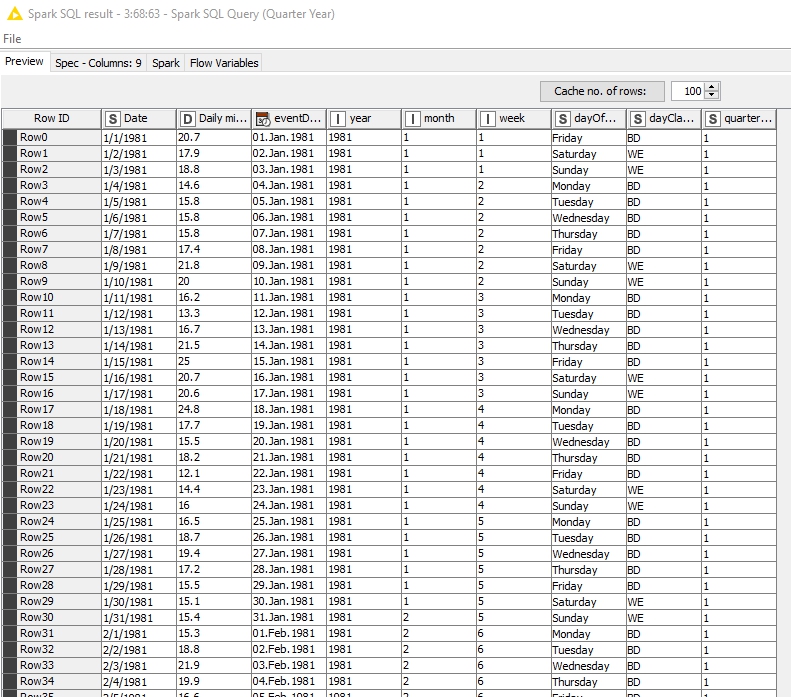 Spark SQL result - 3:68:63 - Spark SQL Query (Quarter Year)
File
Preview Spec - Columns: 9 Spark Flow Variables
Cache no. of rows: 100
Row ID S Date D Daily mi... eventD... I year I month I week S dayOf... S dayCla... S quarter...
Row0 1/1/1981 20.7 01.Jan.1981 1981 1 1 Friday BD 1
Row1 1/2/1981 17.9 02.Jan.1981 1981 1 1 Saturday WE 1
Row2 1/3/1981 18.8 03.Jan.1981 1981 1 1 Sunday WE 1
Row3 1/4/1981 14.6 04.Jan.1981 1981 1 2 Monday BD 1
Row4 1/5/1981 15.8 05.Jan.1981 1981 1 2 Tuesday BD 1
Row5 1/6/1981 15.8 06.Jan.1981 1981 1 2 Wednesday BD 1
Row6 1/7/1981 15.8 07.Jan.1981 1981 1 2 Thursday BD 1
Row7 1/8/1981 17.4 08.Jan.1981 1981 1 2 Friday BD 1
Row8 1/9/1981 21.8 09.Jan.1981 1981 1 2 Saturday WE 1
Row9 1/10/1981 20 10.Jan.1981 1981 1 2 Sunday WE 1
Row10 1/11/1981 16.2 11.Jan.1981 1981 1 3 Monday BD 1
Row11 1/12/1981 13.3 12.Jan.1981 1981 1 3 Tuesday BD 1
Row12 1/13/1981 16.7 13.Jan.1981 1981 1 3 Wednesday BD 1
Row13 1/14/1981 21.5 14.Jan.1981 1981 1 3 Thursday BD 1
Row14 1/15/1981 25 15.Jan.1981 1981 1 3 Friday BD 1
Row15 1/16/1981 20.7 16.Jan.1981 1981 1 3 Saturday WE 1
Row16 1/17/1981 20.6 17.Jan.1981 1981 1 3 Sunday WE 1
Row17 1/18/1981 24.8 18.Jan.1981 1981 1 4 Monday BD 1
Row18 1/19/1981 17.7 19.Jan.1981 1981 1 4 Tuesday BD 1
Row19 1/20/1981 15.5 20.Jan.1981 1981 1 4 Wednesday BD 1
Row20 1/21/1981 18.2 21.Jan.1981 1981 1 4 Thursday BD 1
Row21 1/22/1981 12.1 22.Jan.1981 1981 1 4 Friday BD 1
Row22 1/23/1981 14.4 23.Jan.1981 1981 1 4 Saturday WE 1
Row23 1/24/1981 16 24.Jan.1981 1981 1 4 Sunday WE 1
Row24 1/25/1981 16.5 25.Jan.1981 1981 1 5 Monday BD 1
Row25 1/26/1981 18.7 26.Jan.1981 1981 1 5 Tuesday BD 1
Row26 1/27/1981 19.4 27.Jan.1981 1981 1 5 Wednesday BD 1
Row27 1/28/1981 17.2 28.Jan.1981 1981 1 5 Thursday BD 1
Row28 1/29/1981 15.5 29.Jan.1981 1981 1 5 Friday BD 1
Row29 1/30/1981 15.1 30.Jan.1981 1981 1 5 Saturday WE 1
Row30 1/31/1981 15.4 31.Jan.1981 1981 2 5 Sunday WE 1
Row31 2/1/1981 15.3 01.Feb.1981 1981 2 6 Monday BD 1
Row32 2/2/1981 18.8 02.Feb.1981 1981 2 6 Tuesday BD 1
Row33 2/3/1981 21.9 03.Feb.1981 1981 2 6 Wednesday BD 1
Row34 2/4/1981 19.9 04.Feb.1981 1981 2 6 Thursday BD 1